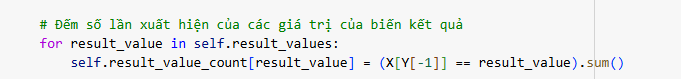 # Đếm số lần xuất hiện của các giá trị của biến kết quả
for result_value in self.result_values:
    self.result_value_count[result_value] = (X[Y[-1]] == result_value).sum()